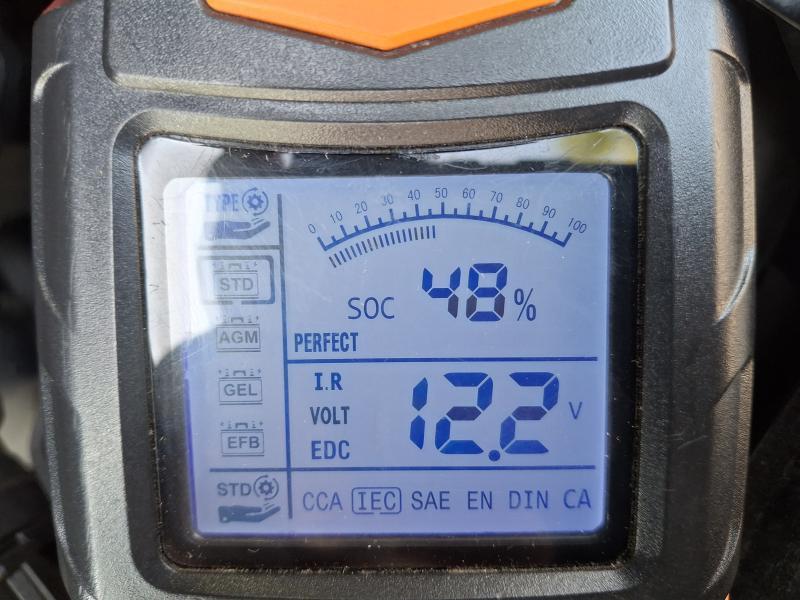 TYPE
0 10 20 30 40 50 60 70 80 90 100
STD
SOC 48 %
AGM
PERFECT
GEL
I.R
VOLT 12.2 V
EFB
EDC
STD
CCA IEC SAE EN DIN CA